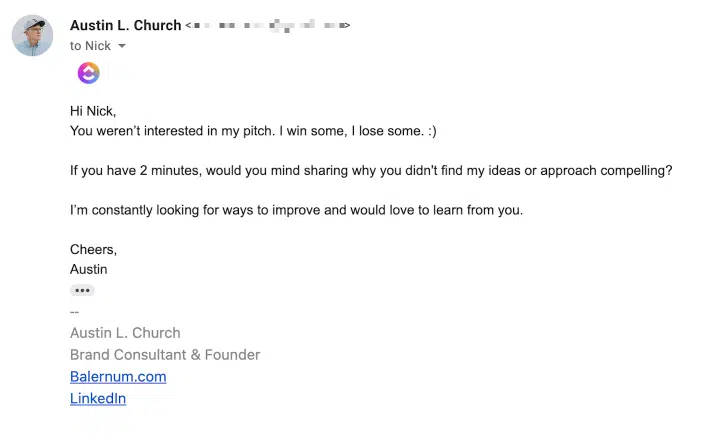 Austin L. Church <
to Nick
Hi Nick,
You weren’t interested in my pitch. I win some, I lose some. :)
If you have 2 minutes, would you mind sharing why you didn't find my ideas or approach compelling?
I’m constantly looking for ways to improve and would love to learn from you.
Cheers,
Austin
•••
--
Austin L. Church
Brand Consultant & Founder
Balernum.com
LinkedIn